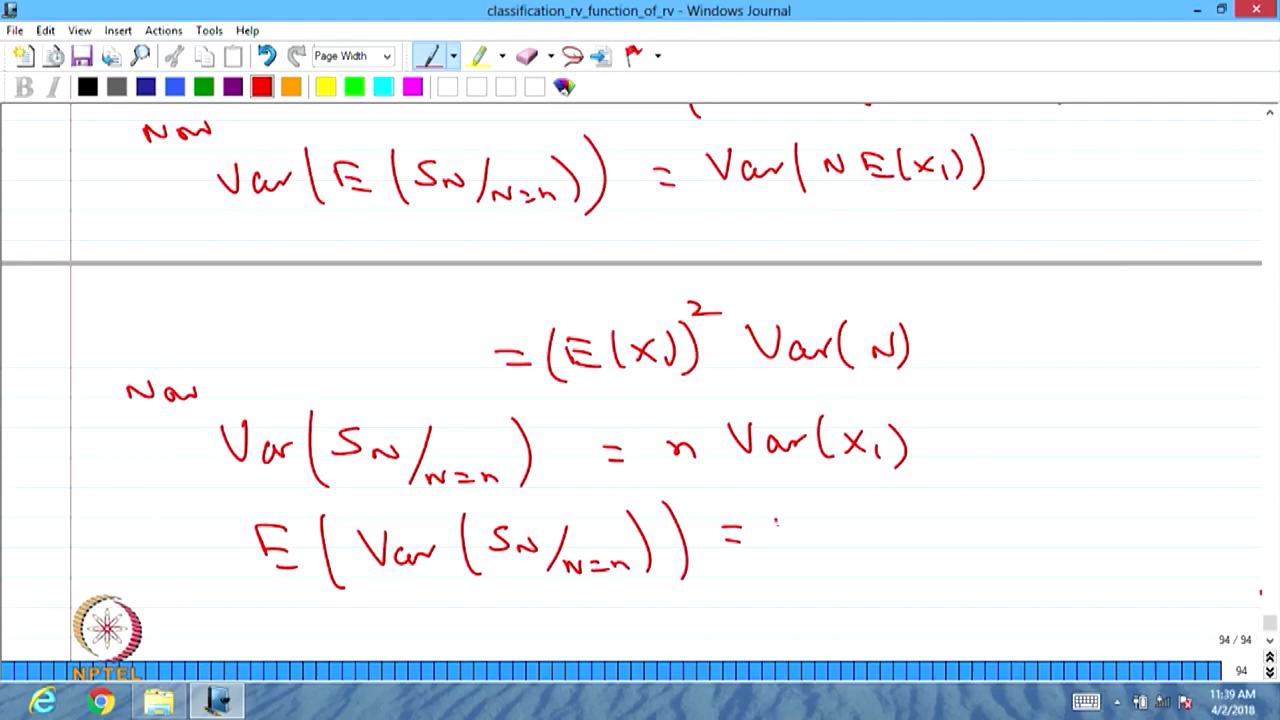 classification_rv_function_of_rv - Windows Journal
File Edit View Insert Actions Tools Help
Page Width
B I
Now
Var(E(SN/N=n)) = Var(N E(X1))
= (E(X1))² Var(N)
Now
Var(SN/N=n) = n Var(X1)
E(Var(SN/N=n)) =
94 / 94
NPTEL
94
11:39 AM
4/2/2018